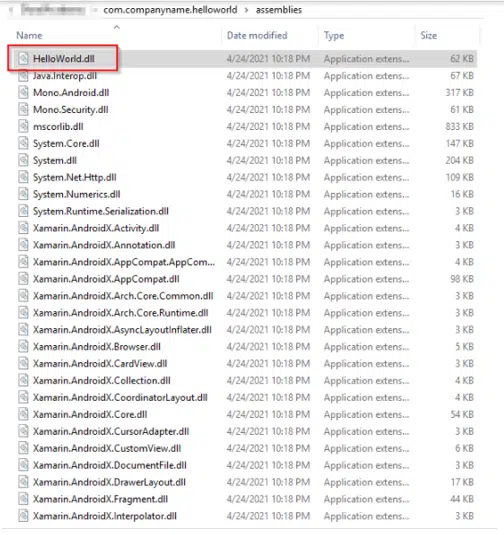 com.companyname.helloworld > assemblies
Name Date modified Type Size
HelloWorld.dll 4/24/2021 10:18 PM Application extens... 62 KB
Java.Interop.dll 4/24/2021 10:18 PM Application extens... 67 KB
Mono.Android.dll 4/24/2021 10:18 PM Application extens... 317 KB
Mono.Security.dll 4/24/2021 10:18 PM Application extens... 61 KB
mscorlib.dll 4/24/2021 10:18 PM Application extens... 833 KB
System.Core.dll 4/24/2021 10:18 PM Application extens... 147 KB
System.dll 4/24/2021 10:18 PM Application extens... 204 KB
System.Net.Http.dll 4/24/2021 10:18 PM Application extens... 109 KB
System.Numerics.dll 4/24/2021 10:18 PM Application extens... 16 KB
System.Runtime.Serialization.dll 4/24/2021 10:18 PM Application extens... 3 KB
Xamarin.AndroidX.Activity.dll 4/24/2021 10:18 PM Application extens... 4 KB
Xamarin.AndroidX.Annotation.dll 4/24/2021 10:18 PM Application extens... 3 KB
Xamarin.AndroidX.AppCompat.AppCom... 4/24/2021 10:18 PM Application extens... 4 KB
Xamarin.AndroidX.AppCompat.dll 4/24/2021 10:18 PM Application extens... 98 KB
Xamarin.AndroidX.Arch.Core.Common.dll 4/24/2021 10:18 PM Application extens... 3 KB
Xamarin.AndroidX.Arch.Core.Runtime.dll 4/24/2021 10:18 PM Application extens... 3 KB
Xamarin.AndroidX.AsyncLayoutInflater.dll 4/24/2021 10:18 PM Application extens... 3 KB
Xamarin.AndroidX.Browser.dll 4/24/2021 10:18 PM Application extens... 5 KB
Xamarin.AndroidX.CardView.dll 4/24/2021 10:18 PM Application extens... 3 KB
Xamarin.AndroidX.Collection.dll 4/24/2021 10:18 PM Application extens... 4 KB
Xamarin.AndroidX.CoordinatorLayout.dll 4/24/2021 10:18 PM Application extens... 4 KB
Xamarin.AndroidX.Core.dll 4/24/2021 10:18 PM Application extens... 54 KB
Xamarin.AndroidX.CursorAdapter.dll 4/24/2021 10:18 PM Application extens... 3 KB
Xamarin.AndroidX.CustomView.dll 4/24/2021 10:18 PM Application extens... 6 KB
Xamarin.AndroidX.DocumentFile.dll 4/24/2021 10:18 PM Application extens... 3 KB
Xamarin.AndroidX.DrawerLayout.dll 4/24/2021 10:18 PM Application extens... 17 KB
Xamarin.AndroidX.Fragment.dll 4/24/2021 10:18 PM Application extens... 44 KB
Xamarin.AndroidX.Interpolator.dll 4/24/2021 10:18 PM Application extens... 3 KB